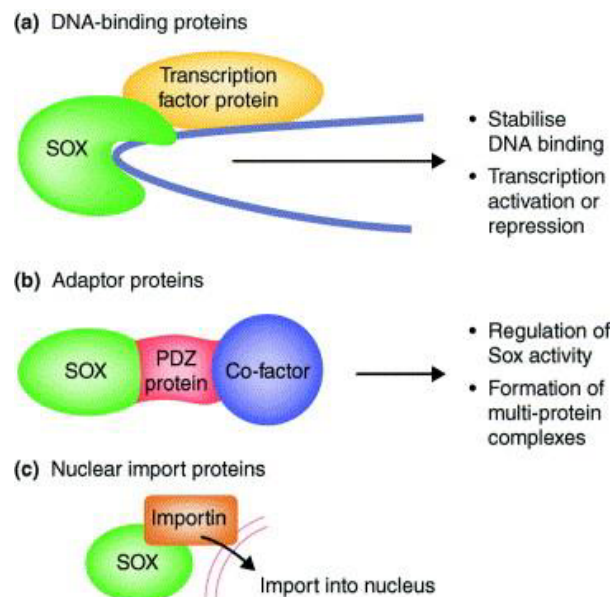 (a) DNA-binding proteins
Transcription
factor protein
SOX
• Stabilise
DNA binding
• Transcription
activation or
repression
(b) Adaptor proteins
SOX
PDZ
protein
Co-factor
• Regulation of
Sox activity
• Formation of
multi-protein
complexes
(c) Nuclear import proteins
Importin
SOX
Import into nucleus